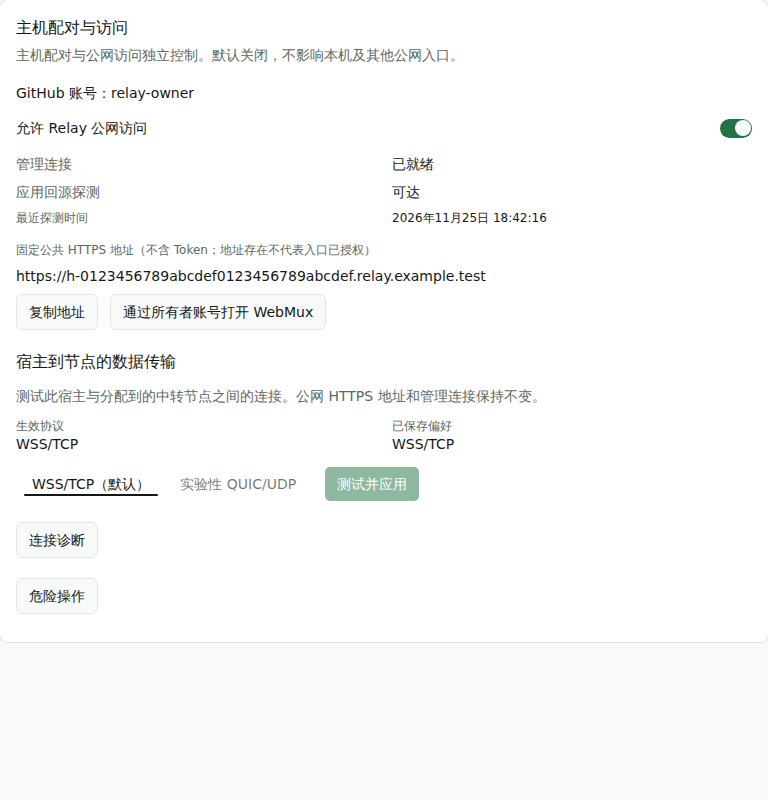 主机配对与访问
主机配对与公网访问独立控制。默认关闭，不影响本机及其他公网入口。
GitHub 账号：relay-owner
允许 Relay 公网访问
管理连接 已就绪
应用回源探测 可达
最近探测时间 2026年11月25日 18:42:16
固定公共 HTTPS 地址（不含 Token；地址存在不代表入口已授权）
https://h-0123456789abcdef0123456789abcdef.relay.example.test
复制地址 通过所有者账号打开 WebMux
宿主到节点的数据传输
测试此宿主与分配到的中转节点之间的连接。公网 HTTPS 地址和管理连接保持不变。
生效协议 已保存偏好
WSS/TCP WSS/TCP
WSS/TCP（默认） 实验性 QUIC/UDP 测试并应用
连接诊断
危险操作